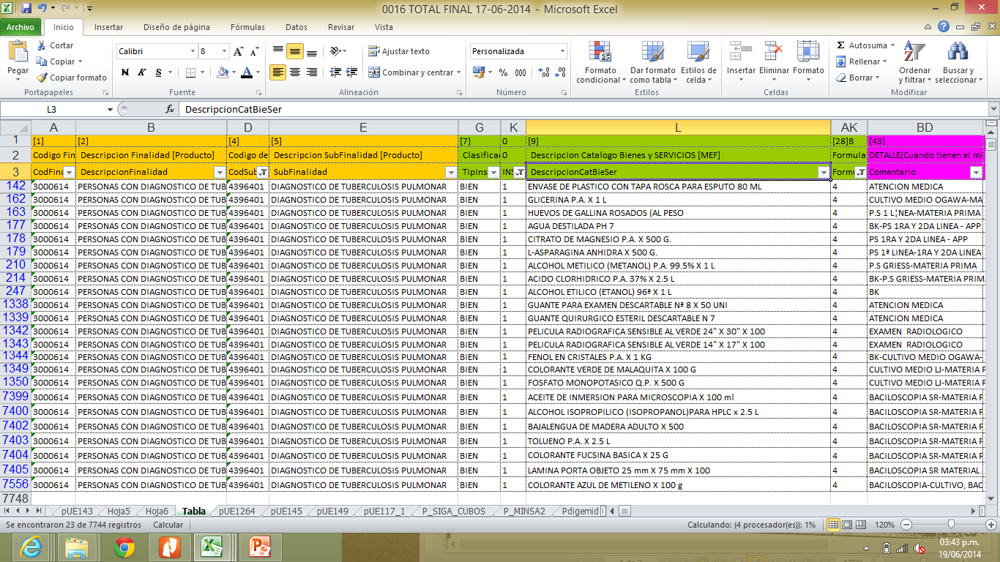 0016 TOTAL FINAL 17-06-2014 - Microsoft Excel
Archivo Inicio Insertar Diseño de página Fórmulas Datos Revisar Vista
Pegar Cortar Copiar Copiar formato Portapapeles
Calibri 8 N K S Fuente
Ajustar texto Combinar y centrar Alineación
Personalizada % 000 Número
Formato condicional Dar formato como tabla Estilos de celda Estilos
Insertar Eliminar Formato Celdas
Autosuma Rellenar Borrar Ordenar y filtrar Buscar y seleccionar Modificar
L3 fx DescripcionCatBieSer
A B D E G K L AK BD
1 [1] [2] [4] [5] [7] 0 [9] [28]B [43]
2 Codigo Fin Descripcion Finalidad [Producto] Codigo de Descripcion SubFinalidad [Producto] Clasifica 0 Descripcion Catalogo Bienes y SERVICIOS [MEF] Formula DETALLE(Cuando tienen el m
3 CodFina DescripcionFinalidad CodSub SubFinalidad TipIns INS DescripcionCatBieSer Formu Comentario
142 3000614 PERSONAS CON DIAGNOSTICO DE TUB 4396401 DIAGNOSTICO DE TUBERCULOSIS PULMONAR BIEN 1 ENVASE DE PLASTICO CON TAPA ROSCA PARA ESPUTO 80 ML 4 ATENCION MEDICA
162 3000614 PERSONAS CON DIAGNOSTICO DE TUB 4396401 DIAGNOSTICO DE TUBERCULOSIS PULMONAR BIEN 1 GLICERINA P.A. X 1 L 4 CULTIVO MEDIO OGAWA-MA
163 3000614 PERSONAS CON DIAGNOSTICO DE TUB 4396401 DIAGNOSTICO DE TUBERCULOSIS PULMONAR BIEN 1 HUEVOS DE GALLINA ROSADOS (AL PESO 4 P.S 1 L¦NEA-MATERIA PRIMA
177 3000614 PERSONAS CON DIAGNOSTICO DE TUB 4396401 DIAGNOSTICO DE TUBERCULOSIS PULMONAR BIEN 1 AGUA DESTILADA PH 7 4 BK-PS 1RA Y 2DA LINEA - APP
178 3000614 PERSONAS CON DIAGNOSTICO DE TUB 4396401 DIAGNOSTICO DE TUBERCULOSIS PULMONAR BIEN 1 CITRATO DE MAGNESIO P.A. X 500 G. 4 PS 1RA Y 2DA LINEA - APP
179 3000614 PERSONAS CON DIAGNOSTICO DE TUB 4396401 DIAGNOSTICO DE TUBERCULOSIS PULMONAR BIEN 1 L-ASPARAGINA ANHIDRA X 500 G. 4 PS 1ª LINEA-1RA Y 2DA LINEA
210 3000614 PERSONAS CON DIAGNOSTICO DE TUB 4396401 DIAGNOSTICO DE TUBERCULOSIS PULMONAR BIEN 1 ALCOHOL METILICO (METANOL) P.A. 99.5% X 1 L 4 P.S GRIESS-MATERIA PRIMA
214 3000614 PERSONAS CON DIAGNOSTICO DE TUB 4396401 DIAGNOSTICO DE TUBERCULOSIS PULMONAR BIEN 1 ACIDO CLORHIDRICO P.A. 37% X 2.5 L 4 BK-P.S GRIESS-MATERIA PRIM
247 3000614 PERSONAS CON DIAGNOSTICO DE TUB 4396401 DIAGNOSTICO DE TUBERCULOSIS PULMONAR BIEN 1 ALCOHOL ETILICO (ETANOL) 96ª X 1 L 4 BK
1338 3000614 PERSONAS CON DIAGNOSTICO DE TUB 4396401 DIAGNOSTICO DE TUBERCULOSIS PULMONAR BIEN 1 GUANTE PARA EXAMEN DESCARTABLE Nª 8 X 50 UNI 4 ATENCION MEDICA
1339 3000614 PERSONAS CON DIAGNOSTICO DE TUB 4396401 DIAGNOSTICO DE TUBERCULOSIS PULMONAR BIEN 1 GUANTE QUIRURGICO ESTERIL DESCARTABLE N 7 4 ATENCION MEDICA
1342 3000614 PERSONAS CON DIAGNOSTICO DE TUB 4396401 DIAGNOSTICO DE TUBERCULOSIS PULMONAR BIEN 1 PELICULA RADIOGRAFICA SENSIBLE AL VERDE 24" X 30" X 100 4 EXAMEN RADIOLOGICO
1343 3000614 PERSONAS CON DIAGNOSTICO DE TUB 4396401 DIAGNOSTICO DE TUBERCULOSIS PULMONAR BIEN 1 PELICULA RADIOGRAFICA SENSIBLE AL VERDE 14" X 17" X 100 4 EXAMEN RADIOLOGICO
1344 3000614 PERSONAS CON DIAGNOSTICO DE TUB 4396401 DIAGNOSTICO DE TUBERCULOSIS PULMONAR BIEN 1 FENOL EN CRISTALES P.A. X 1 KG 4 BK-CULTIVO MEDIO OGAWA-
1349 3000614 PERSONAS CON DIAGNOSTICO DE TUB 4396401 DIAGNOSTICO DE TUBERCULOSIS PULMONAR BIEN 1 COLORANTE VERDE DE MALAQUITA X 100 G 4 CULTIVO MEDIO LJ-MATERIA P
1350 3000614 PERSONAS CON DIAGNOSTICO DE TUB 4396401 DIAGNOSTICO DE TUBERCULOSIS PULMONAR BIEN 1 FOSFATO MONOPOTASICO Q.P. X 500 G 4 CULTIVO MEDIO LJ-MATERIA P
7399 3000614 PERSONAS CON DIAGNOSTICO DE TUB 4396401 DIAGNOSTICO DE TUBERCULOSIS PULMONAR BIEN 1 ACEITE DE INMERSION PARA MICROSCOPIA X 100 ml 4 BACILOSCOPIA SR-MATERIA P
7400 3000614 PERSONAS CON DIAGNOSTICO DE TUB 4396401 DIAGNOSTICO DE TUBERCULOSIS PULMONAR BIEN 1 ALCOHOL ISOPROPILICO (ISOPROPANOL)PARA HPLC x 2.5 L 4 BACILOSCOPIA SR-MATERIA P
7402 3000614 PERSONAS CON DIAGNOSTICO DE TUB 4396401 DIAGNOSTICO DE TUBERCULOSIS PULMONAR BIEN 1 BAJALENGUA DE MADERA ADULTO X 500 4 BACILOSCOPIA SR-MATERIA P
7403 3000614 PERSONAS CON DIAGNOSTICO DE TUB 4396401 DIAGNOSTICO DE TUBERCULOSIS PULMONAR BIEN 1 TOLUENO P.A. X 2.5 L 4 BACILOSCOPIA SR-MATERIA P
7404 3000614 PERSONAS CON DIAGNOSTICO DE TUB 4396401 DIAGNOSTICO DE TUBERCULOSIS PULMONAR BIEN 1 COLORANTE FUCSINA BASICA X 25 G 4 BACILOSCOPIA SR-MATERIA P
7405 3000614 PERSONAS CON DIAGNOSTICO DE TUB 4396401 DIAGNOSTICO DE TUBERCULOSIS PULMONAR BIEN 1 LAMINA PORTA OBJETO 25 mm X 75 mm X 100 4 BACILOSCOPIA SR MATERIAL
7556 3000614 PERSONAS CON DIAGNOSTICO DE TUB 4396401 DIAGNOSTICO DE TUBERCULOSIS PULMONAR BIEN 1 COLORANTE AZUL DE METILENO X 100 g 4 BACILOSCOPIA-CULTIVO, BAC
7748
pUE143 Hoja5 Hoja6 Tabla pUE1264 pUE145 pUE149 pUE117_1 P_SIGA_CUBOS P_MINSA2 Pdigemid
Se encontraron 23 de 7744 registros Calcular Calculando: (4 procesador(es)): 1% 120%
03:43 p.m.
19/06/2014